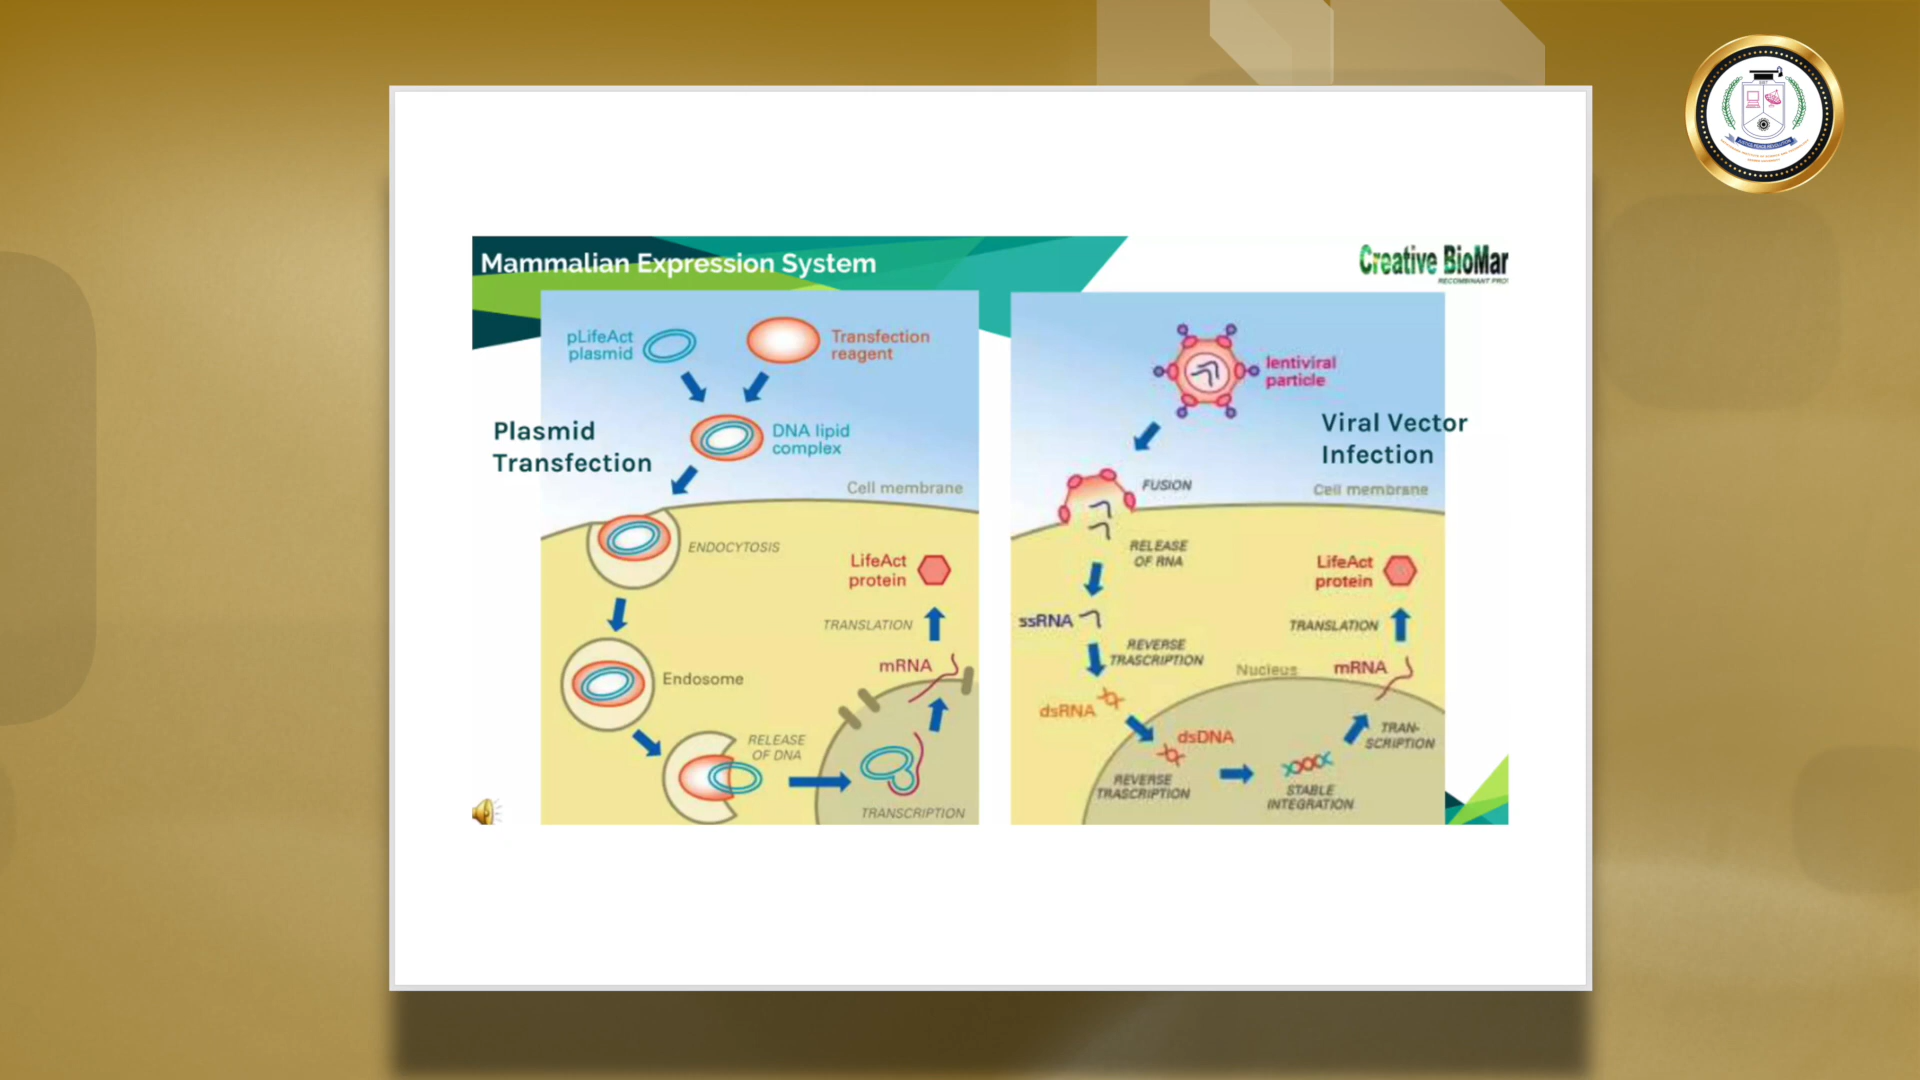 Mammalian Expression System
Creative BioMar
RECOMBINANT PRO
pLifeAct
plasmid
Transfection
reagent
DNA lipid
complex
Plasmid
Transfection
Cell membrane
ENDOCYTOSIS
LifeAct
protein
TRANSLATION
mRNA
Endosome
RELEASE
OF DNA
TRANSCRIPTION
lentiviral
particle
Viral Vector
Infection
FUSION
Cell membrane
RELEASE
OF RNA
LifeAct
protein
ssRNA
TRANSLATION
REVERSE
TRASCRIPTION
Nucleus
mRNA
dsRNA
dsDNA
TRAN-
SCRIPTION
REVERSE
TRASCRIPTION
STABLE
INTEGRATION